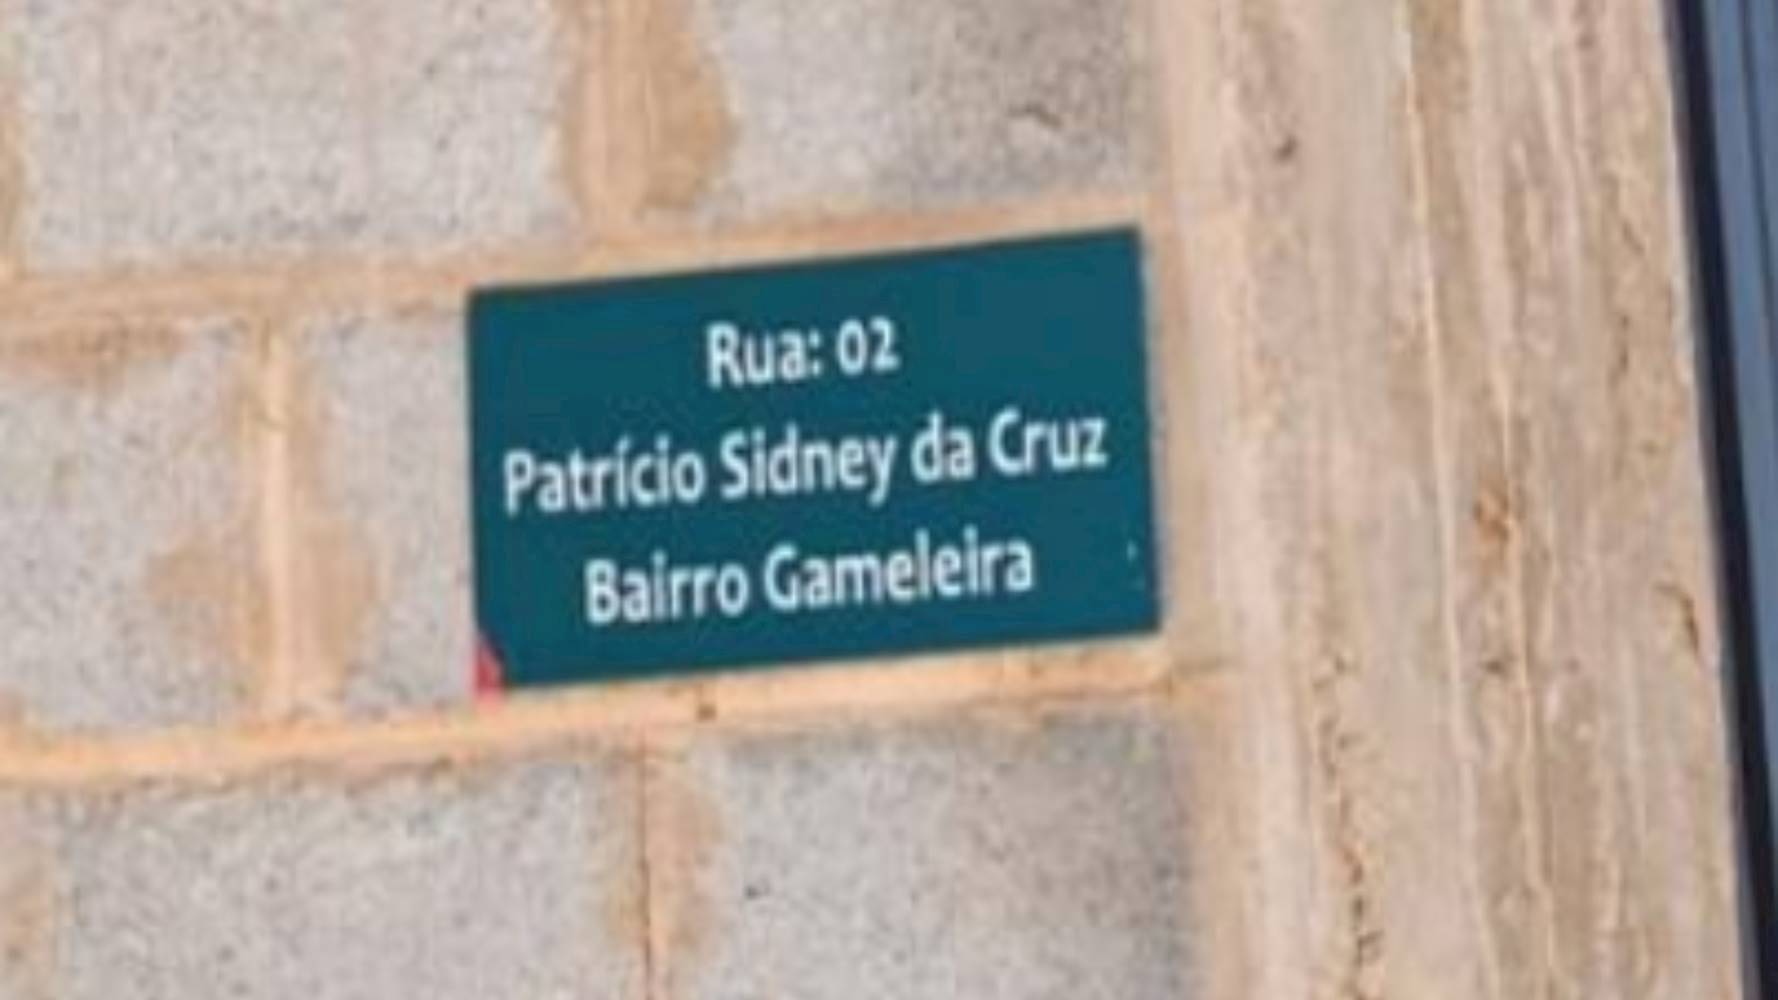 Rua: 02
Patrício Sidney da Cruz
Bairro Gameleira